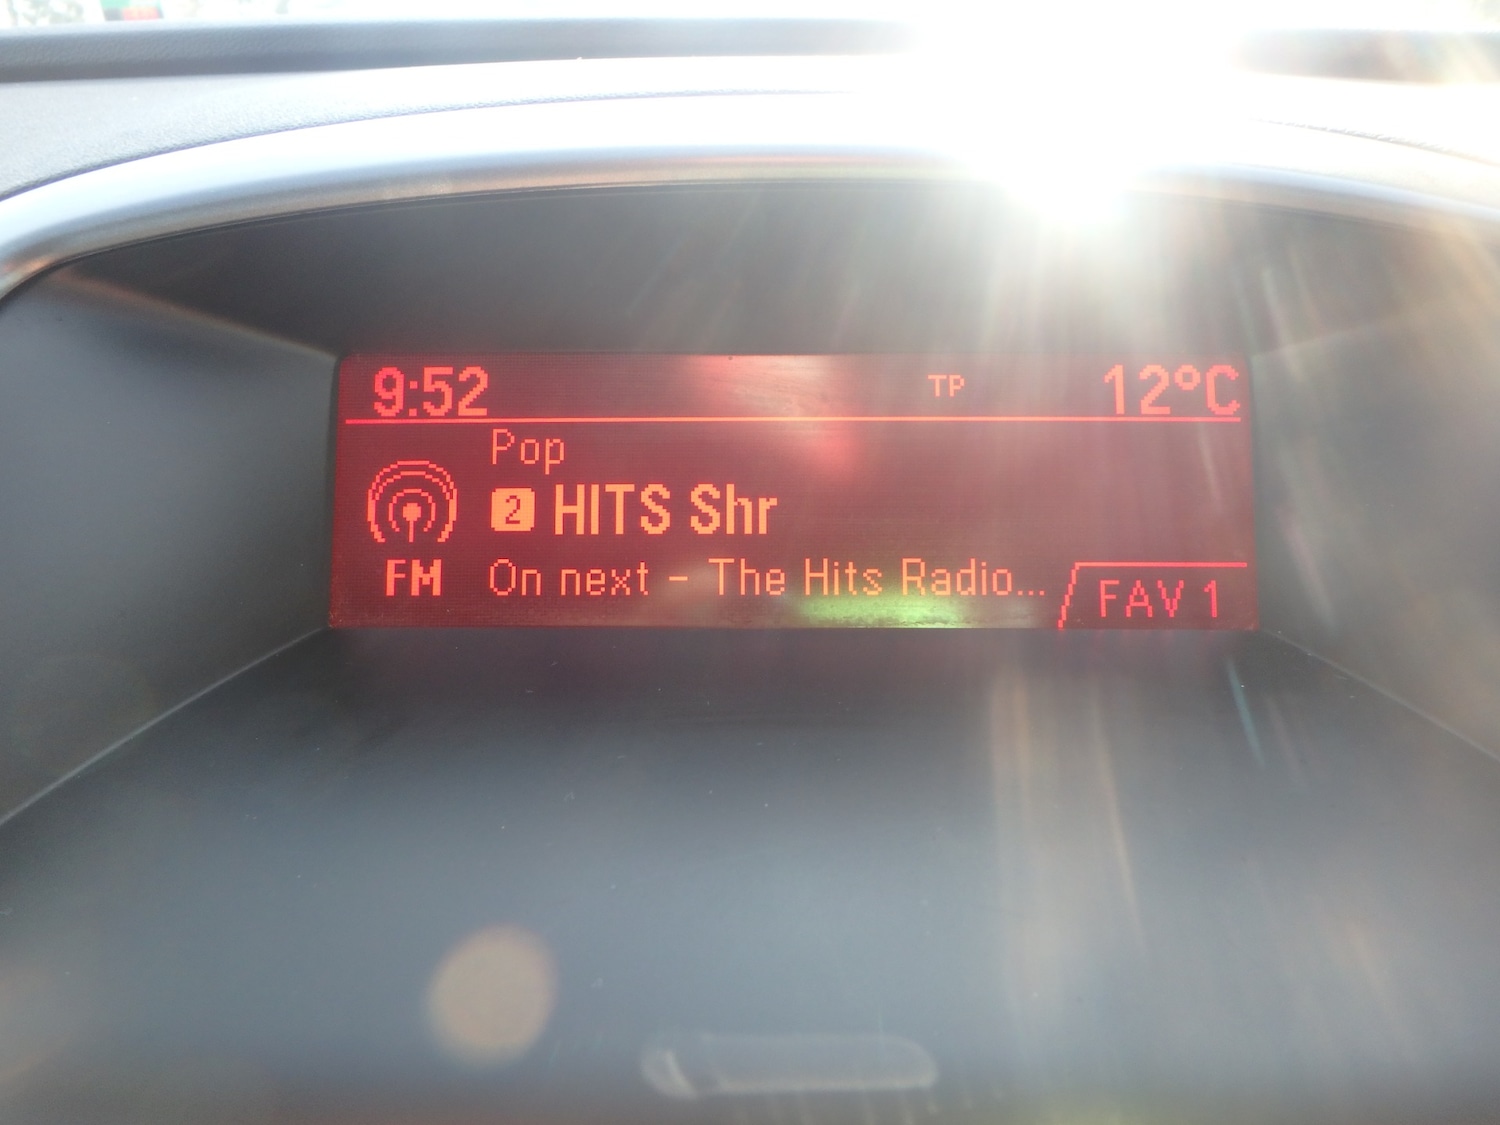 9:52 TP 12°C
Pop
2 HITS Shr
FM On next - The Hits Radio...
FAV 1